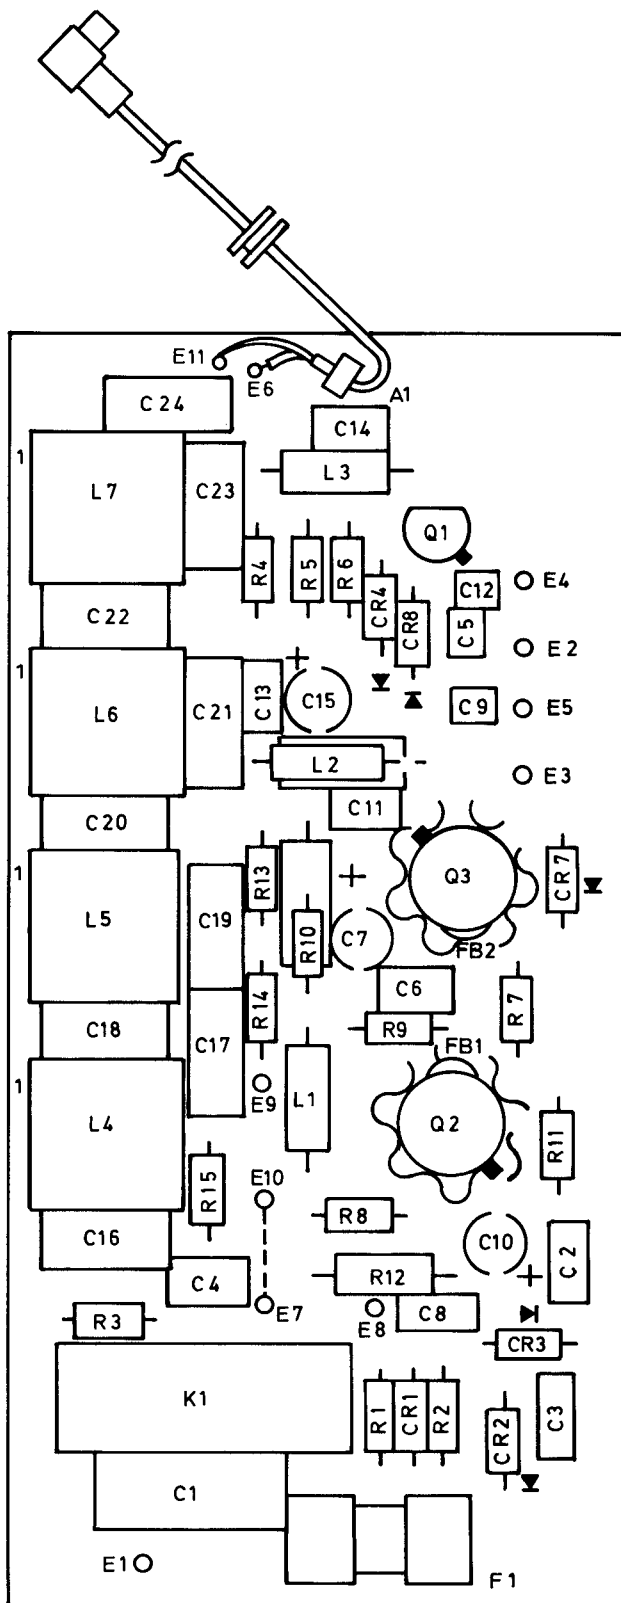 E11
E6
A1
C24
C14
1
L7
C23
L3
Q1
R4
R5
R6
CR4
CR8
C12
E4
C22
C5
E2
1
L6
C21
C13
+
C15
C9
E5
L2
E3
C20
C11
1
L5
C19
R13
+
Q3
CR7
R10
C7
FB2
C18
C17
R14
C6
R7
R9
FB1
1
L4
E9
L1
Q2
R11
R15
E10
C16
R8
C10
C2
C4
R12
+
E7
E8
C8
R3
CR3
K1
R1
CR1
R2
CR2
C3
C1
E1
F1